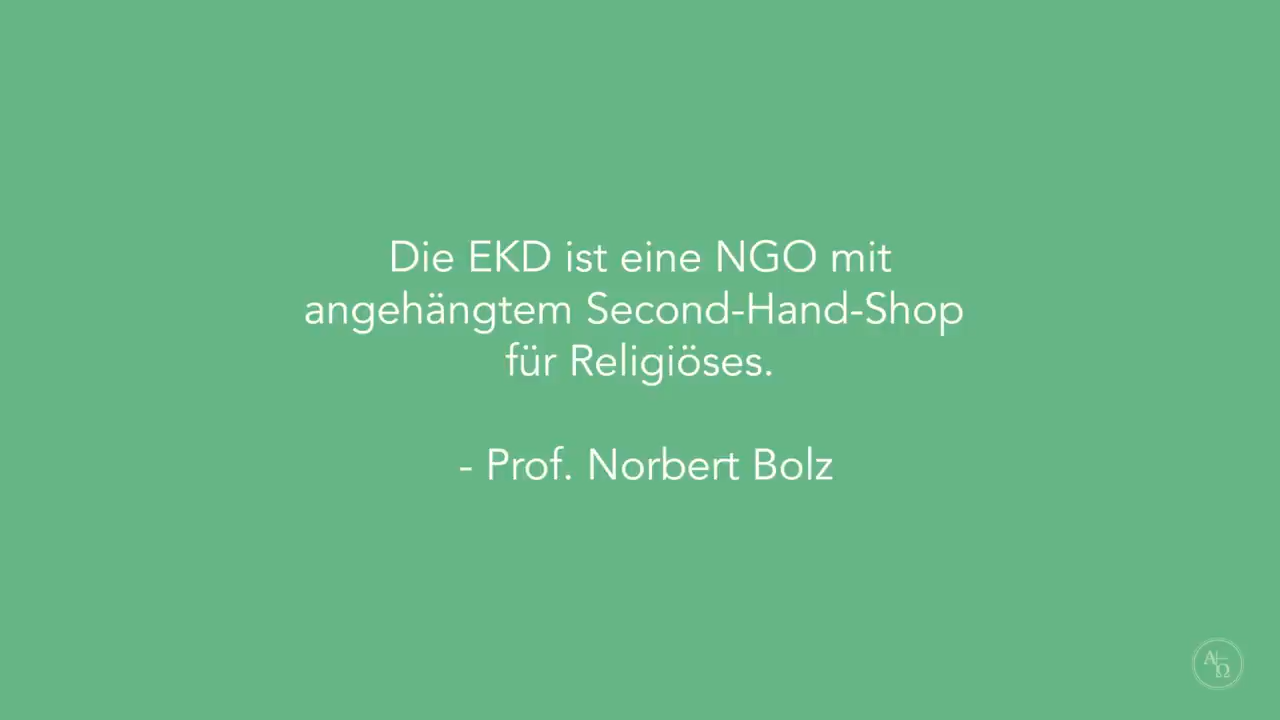 Die EKD ist eine NGO mit
angehängtem Second-Hand-Shop
für Religiöses.
- Prof. Norbert Bolz
Α
Ω